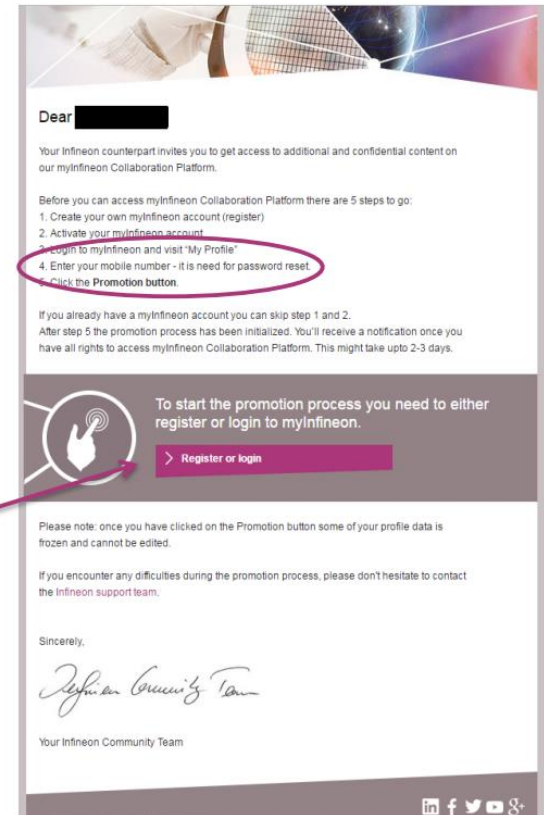 Dear
Your Infineon counterpart invites you to get access to additional and confidential content on
our myInfineon Collaboration Platform.
Before you can access myInfineon Collaboration Platform there are 5 steps to go:
1. Create your own myInfineon account (register)
2. Activate your myInfineon account
3. Login to myInfineon and visit "My Profile"
4. Enter your mobile number - it is need for password reset.
5. Click the Promotion button.
If you already have a myInfineon account you can skip step 1 and 2.
After step 5 the promotion process has been initialized. You'll receive a notification once you
have all rights to access myInfineon Collaboration Platform. This might take upto 2-3 days.
To start the promotion process you need to either
register or login to myInfineon.
Register or login
Please note: once you have clicked on the Promotion button some of your profile data is
frozen and cannot be edited.
If you encounter any difficulties during the promotion process, please don't hesitate to contact
the Infineon support team.
Sincerely,
Infineon Community Team
Your Infineon Community Team